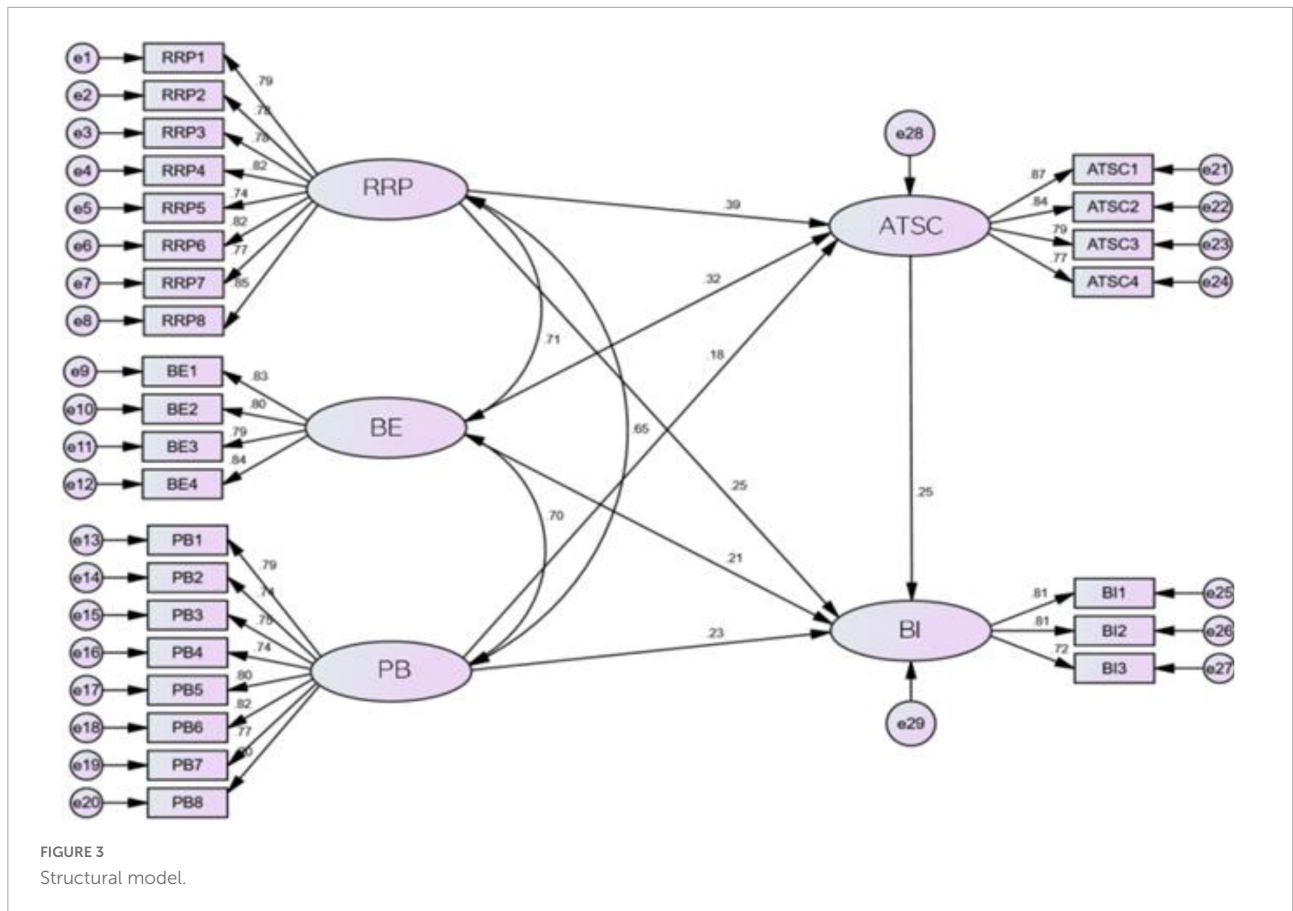 e1 RRP1 .79
e2 RRP2
e3 RRP3 .78
e4 RRP4 .82
e5 RRP5 .74
e6 RRP6 .82
e7 RRP7 .77
e8 RRP8 .85
RRP
e9 BE1 .83
e10 BE2 .80
e11 BE3 .79
e12 BE4 .84
BE
e13 PB1 .79
e14 PB2 .74
e15 PB3 .75
e16 PB4 .74
e17 PB5 .80
e18 PB6 .82
e19 PB7 .77
e20 PB8
PB
.71
.65
.70
.39
.32
.18
.25
.21
.23
.25
e28
ATSC
.87 ATSC1 e21
.84 ATSC2 e22
.79 ATSC3 e23
.77 ATSC4 e24
BI
e29
.81 BI1 e25
.81 BI2 e26
.72 BI3 e27
FIGURE 3
Structural model.